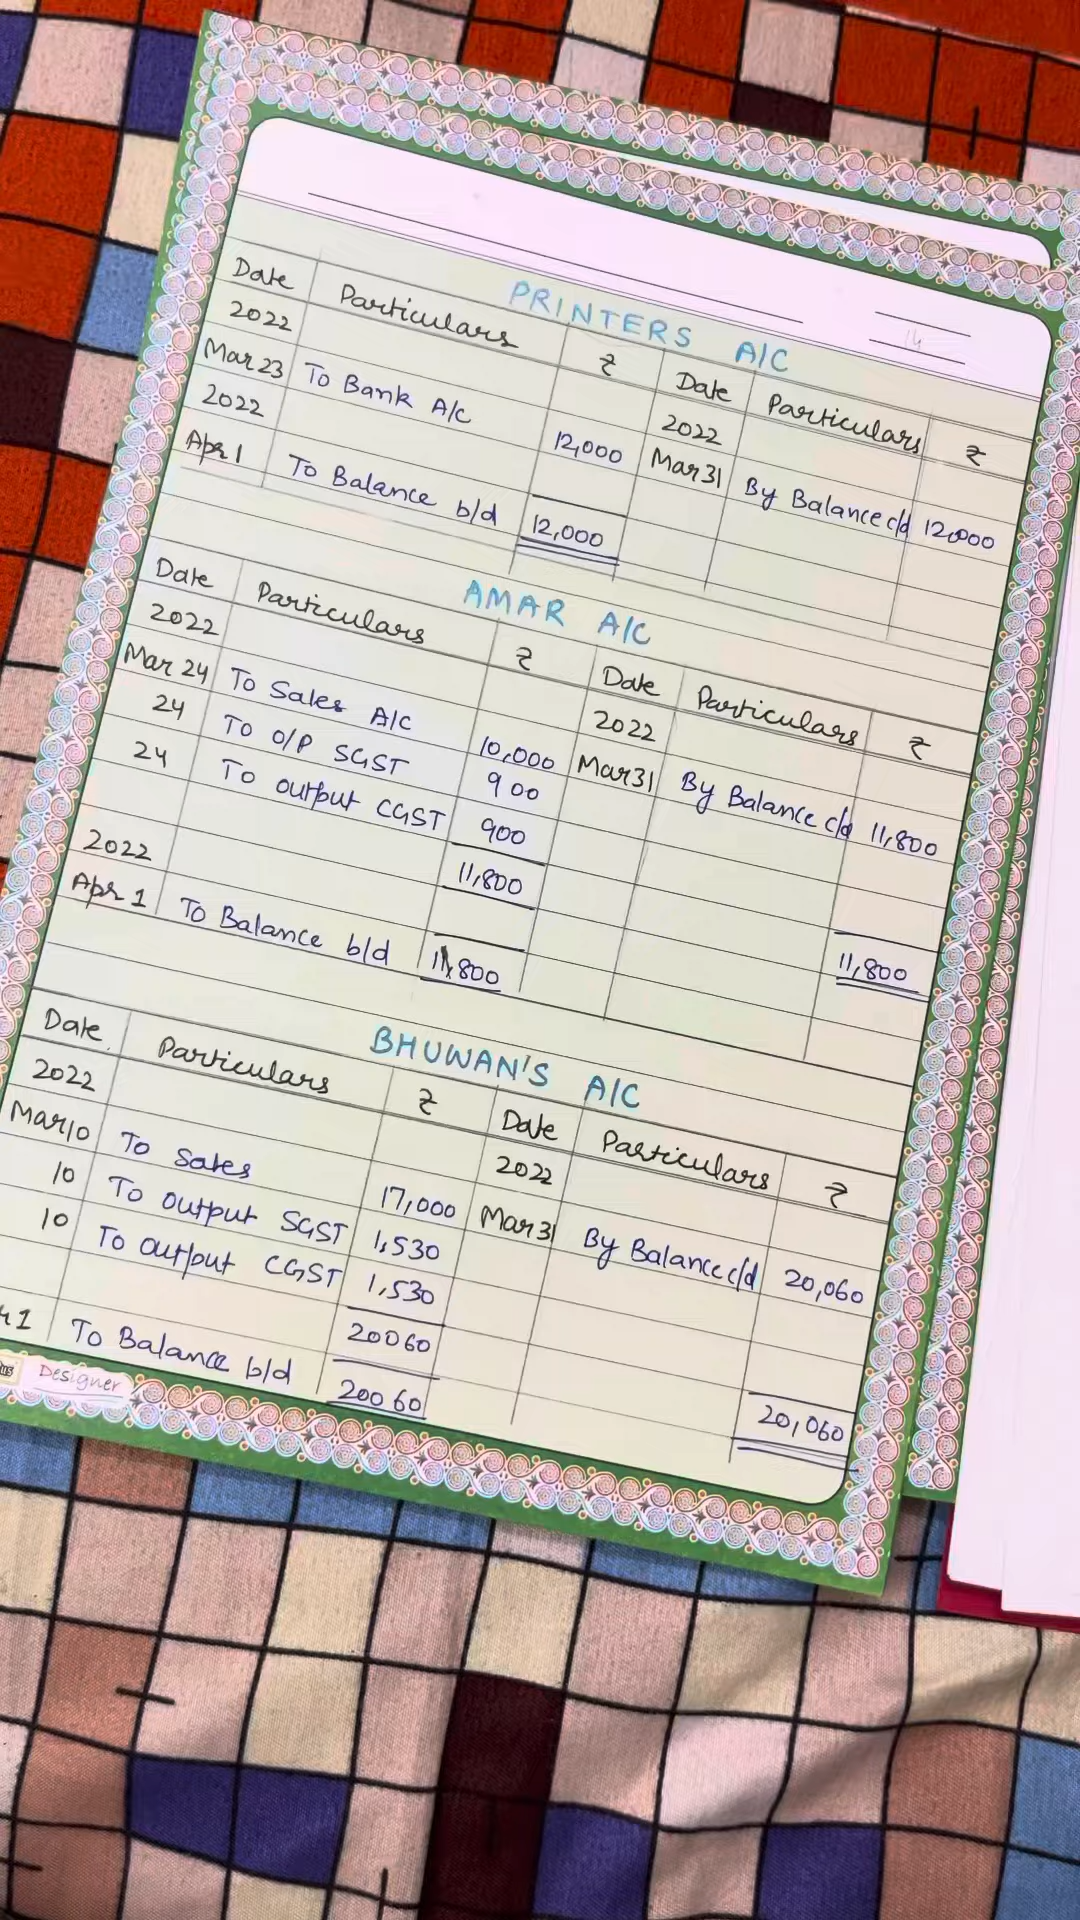 14
PRINTERS A/C
Date Particulars ₹ Date Particulars ₹
2022 2022
Mar 23 To Bank A/c 12,000 Mar 31 By Balance c/d 12000
2022
Apr 1 To Balance b/d 12,000
AMAR A/C
Date Particulars ₹ Date Particulars ₹
2022 2022
Mar 24 To Sales A/c 10,000 Mar 31 By Balance c/d 11,800
24 To O/P SGST 900
24 To output CGST 900
11,800 11,800
2022
Apr 1 To Balance b/d 11,800
BHUWAN'S A/C
Date Particulars ₹ Date Particulars ₹
2022 2022
Mar 10 To Sales 17,000 Mar 31 By Balance c/d 20,060
10 To output SGST 1,530
10 To output CGST 1,530
20060 20,060
1 To Balance b/d 20060
Designer